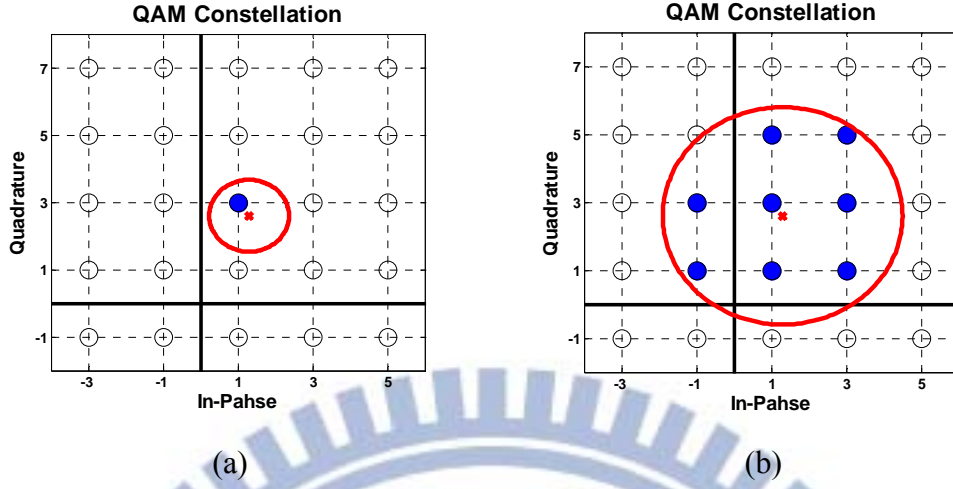 QAM Constellation
7
5
3
1
-1
Quadrature
-3 -1 1 3 5
In-Pahse
(a)
QAM Constellation
7
5
3
1
-1
Quadrature
-3 -1 1 3 5
In-Pahse
(b)